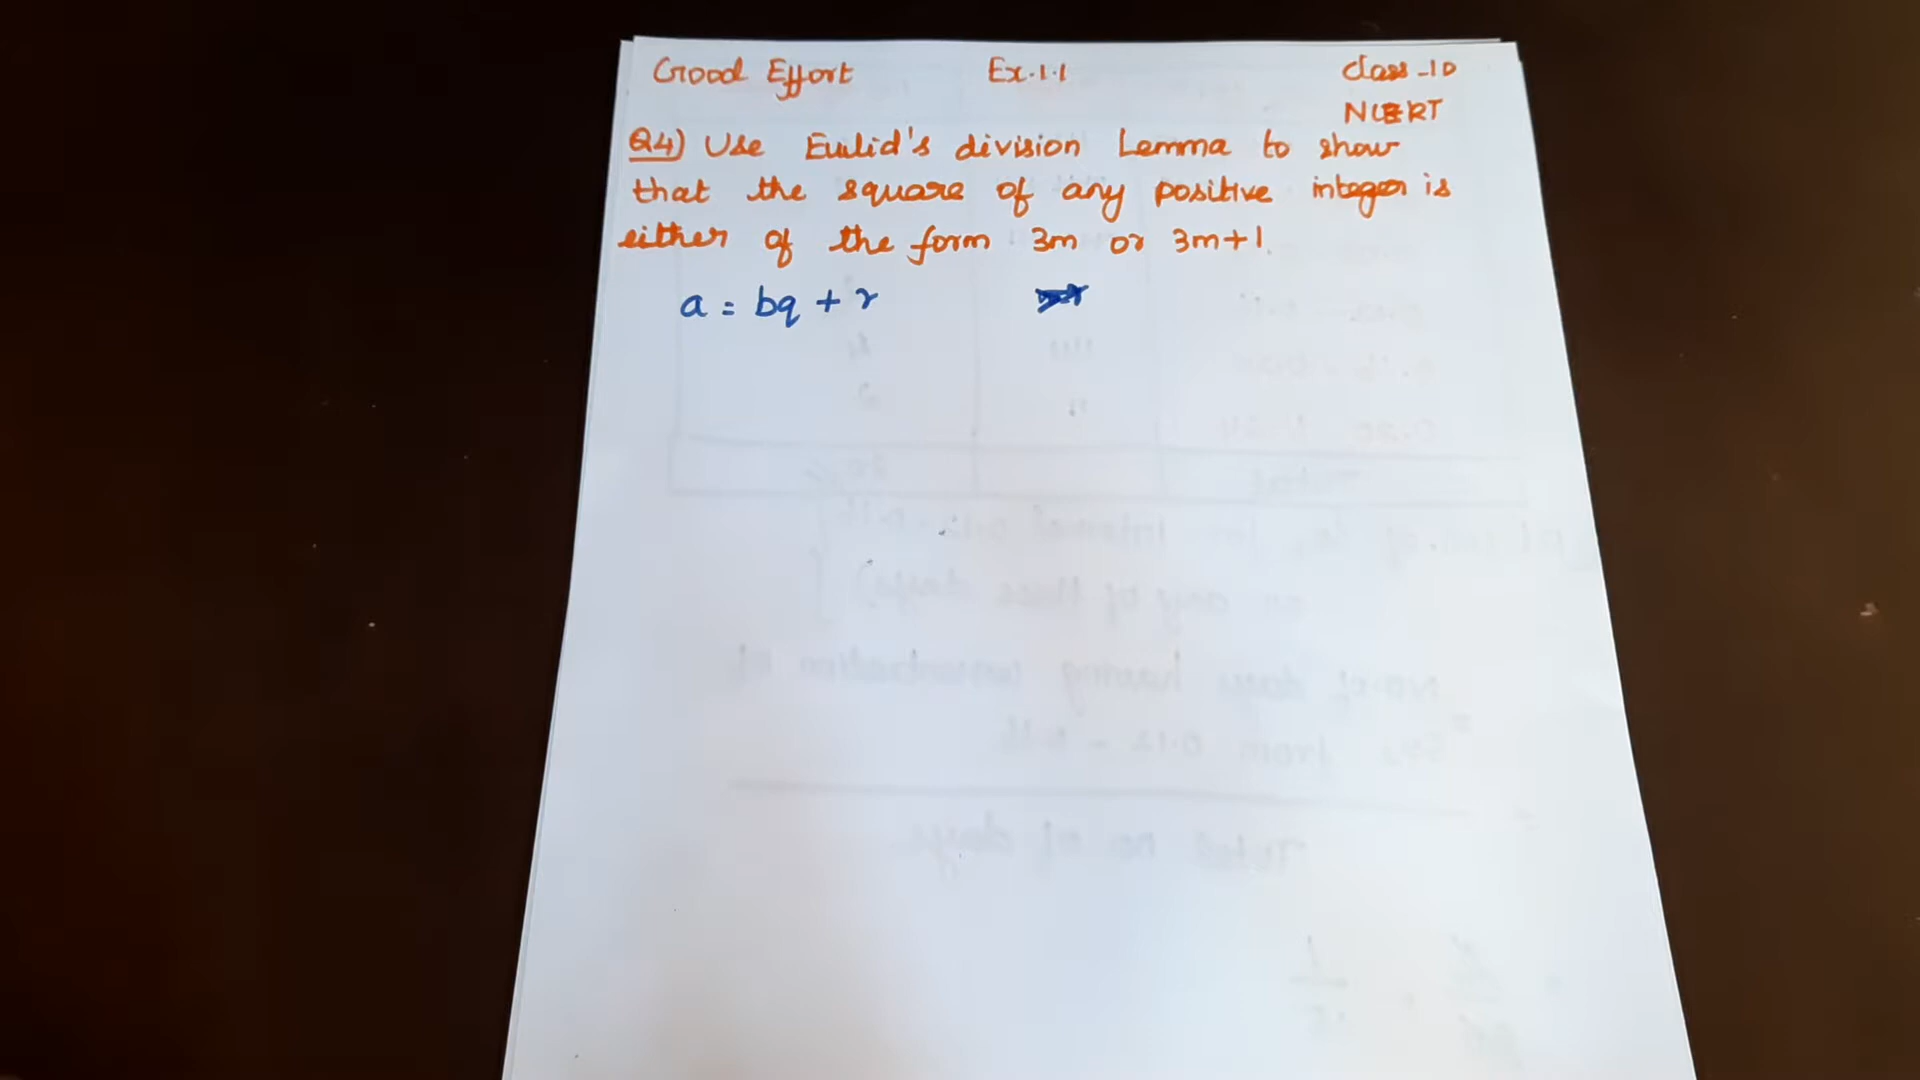 Good Effort Ex.1.1 Class-10
NCERT
Q4) Use Euclid's division Lemma to show
that the square of any positive integer is
either of the form 3m or 3m+1.
a = bq + r